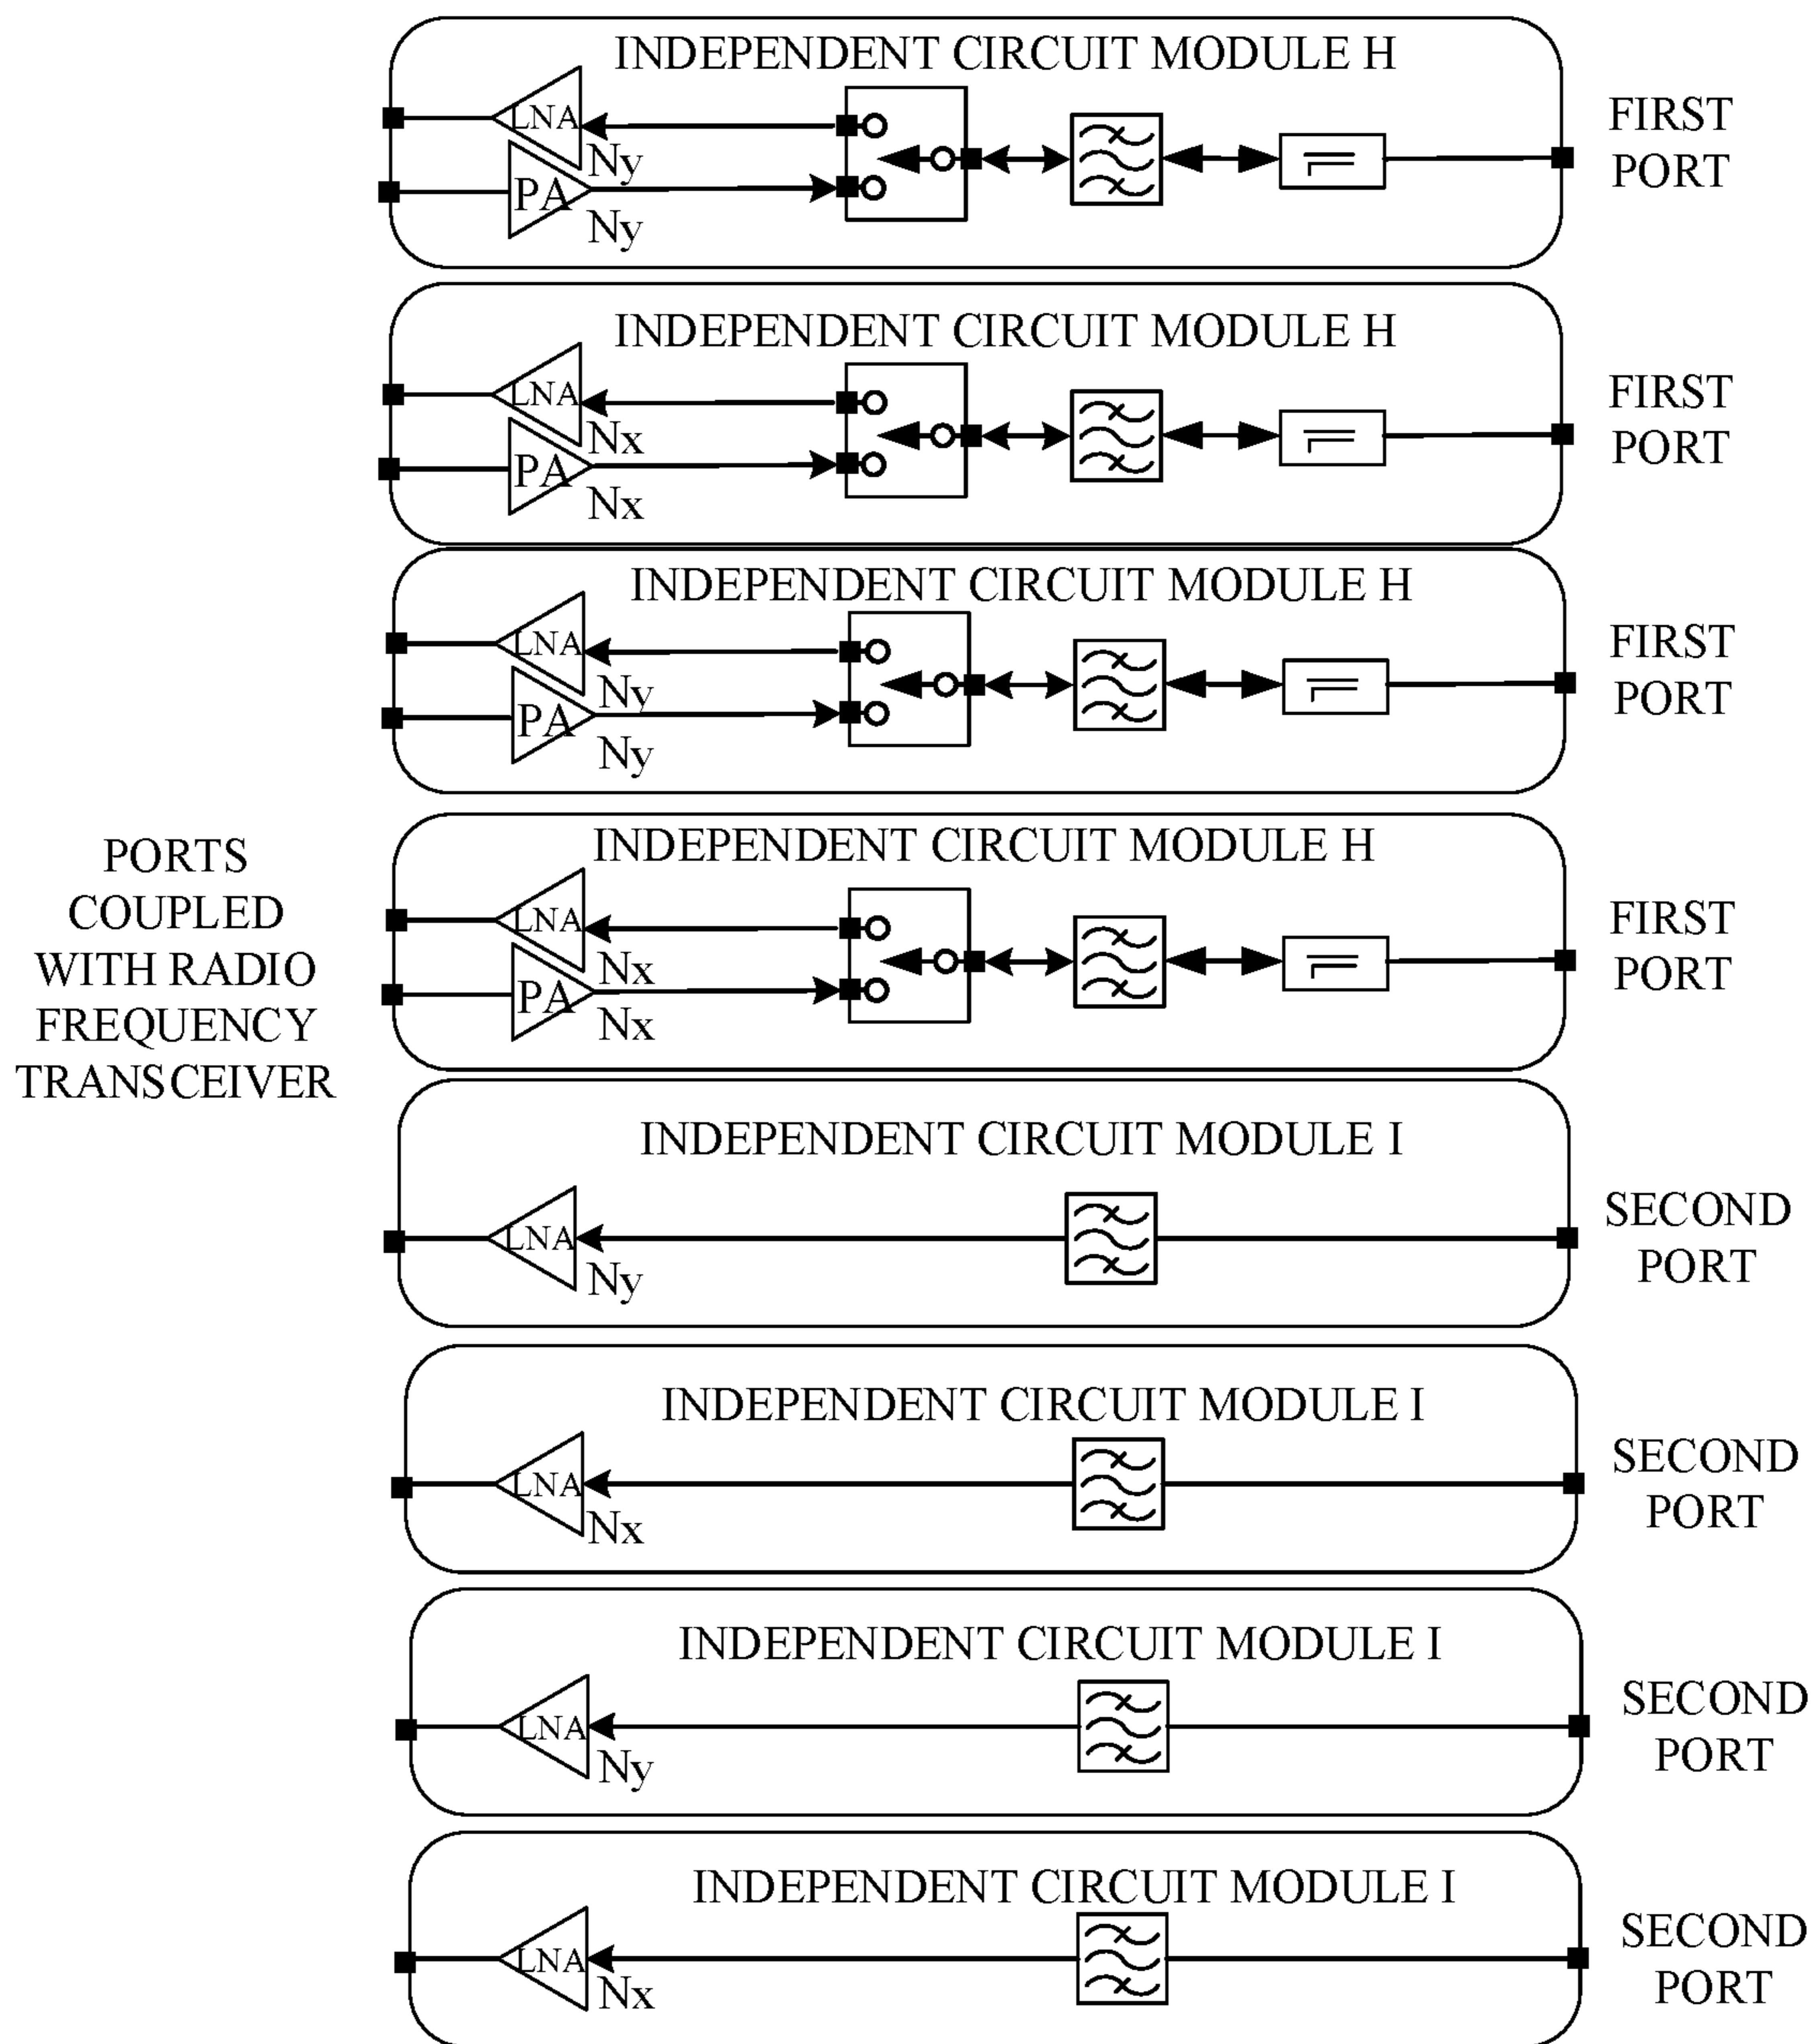 INDEPENDENT CIRCUIT MODULE H
LNA
Ny
PA
Ny
FIRST
PORT
INDEPENDENT CIRCUIT MODULE H
LNA
Nx
PA
Nx
FIRST
PORT
INDEPENDENT CIRCUIT MODULE H
LNA
Ny
PA
Ny
FIRST
PORT
PORTS
COUPLED
WITH RADIO
FREQUENCY
TRANSCEIVER
INDEPENDENT CIRCUIT MODULE H
LNA
Nx
PA
Nx
FIRST
PORT
INDEPENDENT CIRCUIT MODULE I
LNA
Ny
SECOND
PORT
INDEPENDENT CIRCUIT MODULE I
LNA
Nx
SECOND
PORT
INDEPENDENT CIRCUIT MODULE I
LNA
Ny
SECOND
PORT
INDEPENDENT CIRCUIT MODULE I
LNA
Nx
SECOND
PORT